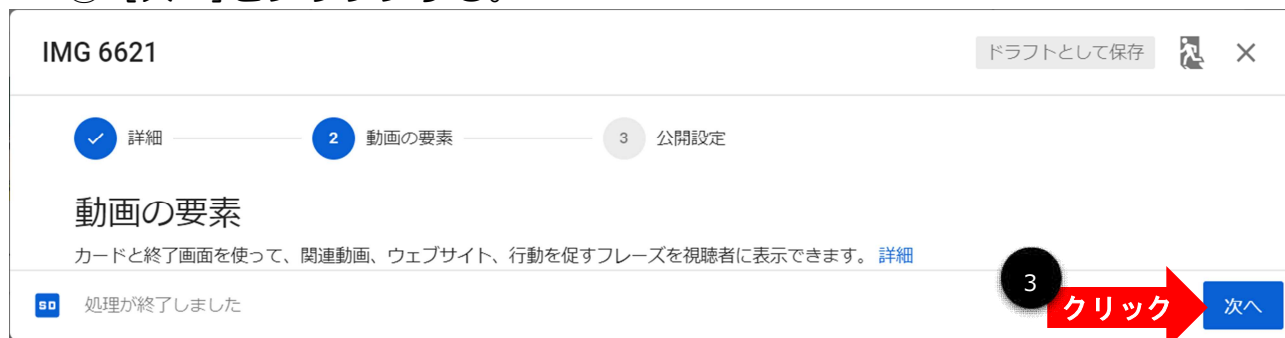 IMG 6621
ドラフトとして保存
詳細
2 動画の要素
3 公開設定
動画の要素
カードと終了画面を使って、関連動画、ウェブサイト、行動を促すフレーズを視聴者に表示できます。 詳細
SD 処理が終了しました
3
クリック
次へ